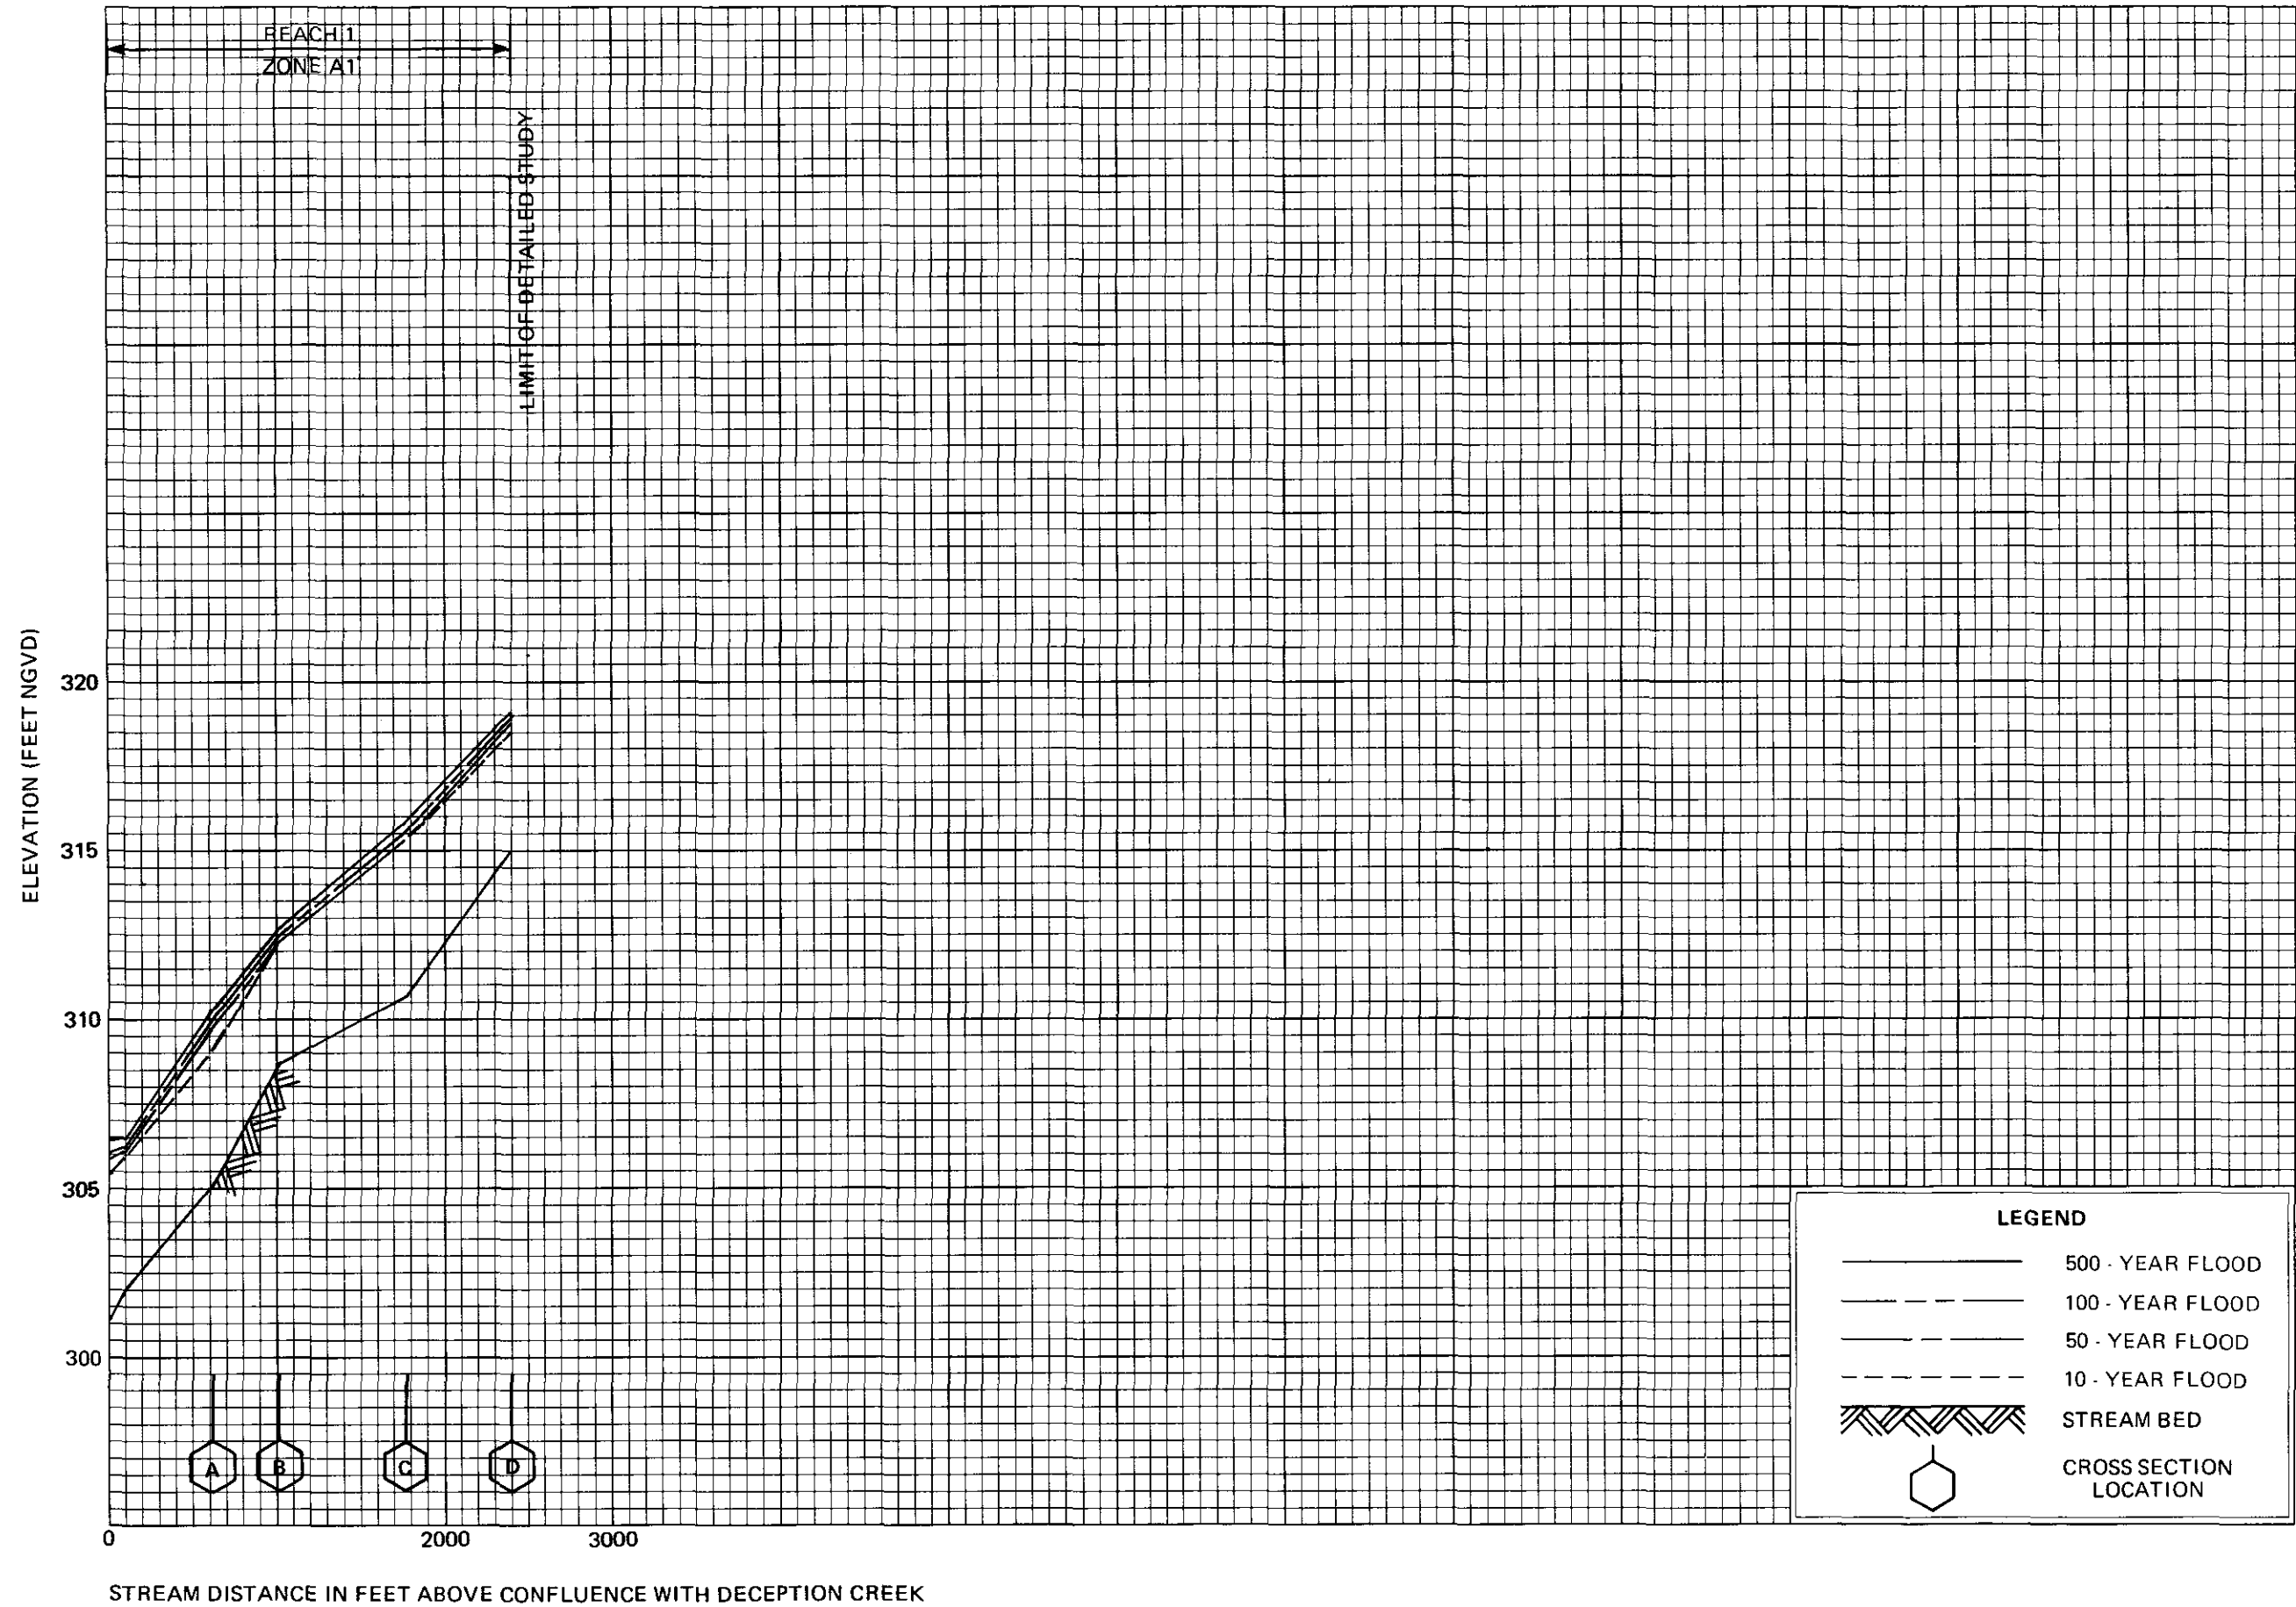 REACH 1
ZONE A1
LIMIT OF DETAILED STUDY
ELEVATION (FEET NGVD)
320
315
310
305
300
A
B
C
D
0
2000
3000
STREAM DISTANCE IN FEET ABOVE CONFLUENCE WITH DECEPTION CREEK
LEGEND
500 - YEAR FLOOD
100 - YEAR FLOOD
50 - YEAR FLOOD
10 - YEAR FLOOD
STREAM BED
CROSS SECTION
LOCATION